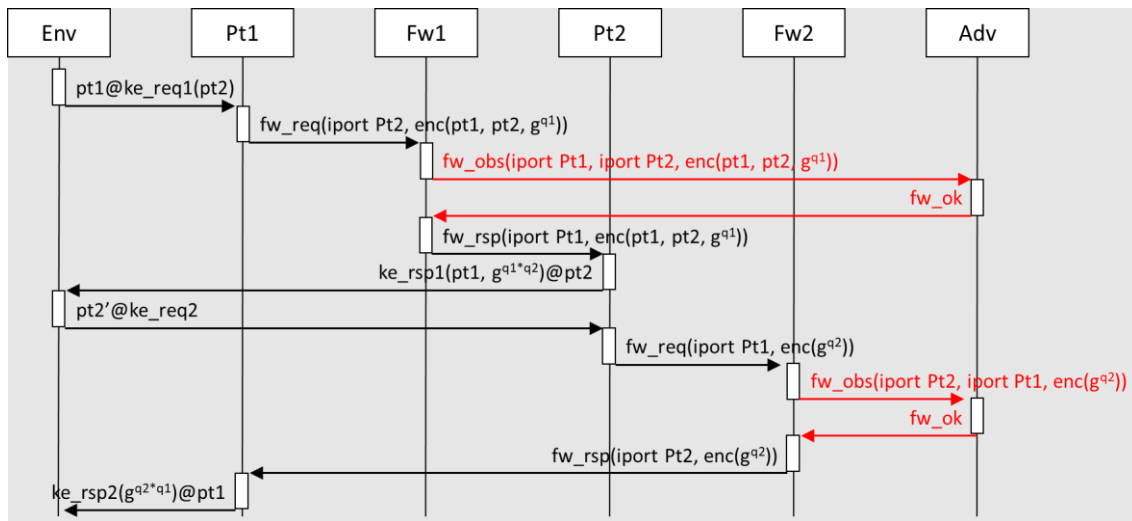 Env Pt1 Fw1 Pt2 Fw2 Adv
pt1@ke_req1(pt2)
fw_req(iport Pt2, enc(pt1, pt2, g^q1))
fw_obs(iport Pt1, iport Pt2, enc(pt1, pt2, g^q1))
fw_ok
fw_rsp(iport Pt1, enc(pt1, pt2, g^q1))
ke_rsp1(pt1, g^q1*q2)@pt2
pt2’@ke_req2
fw_req(iport Pt1, enc(g^q2))
fw_obs(iport Pt2, iport Pt1, enc(g^q2))
fw_ok
fw_rsp(iport Pt2, enc(g^q2))
ke_rsp2(g^q2*q1)@pt1